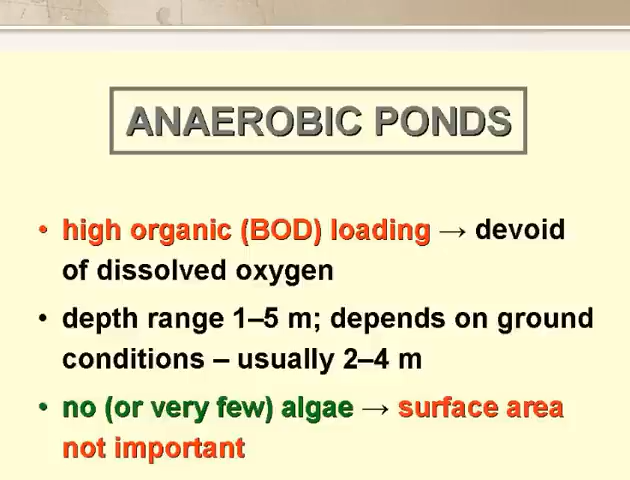 ANAEROBIC PONDS
• high organic (BOD) loading → devoid
of dissolved oxygen
• depth range 1–5 m; depends on ground
conditions – usually 2–4 m
• no (or very few) algae → surface area
not important